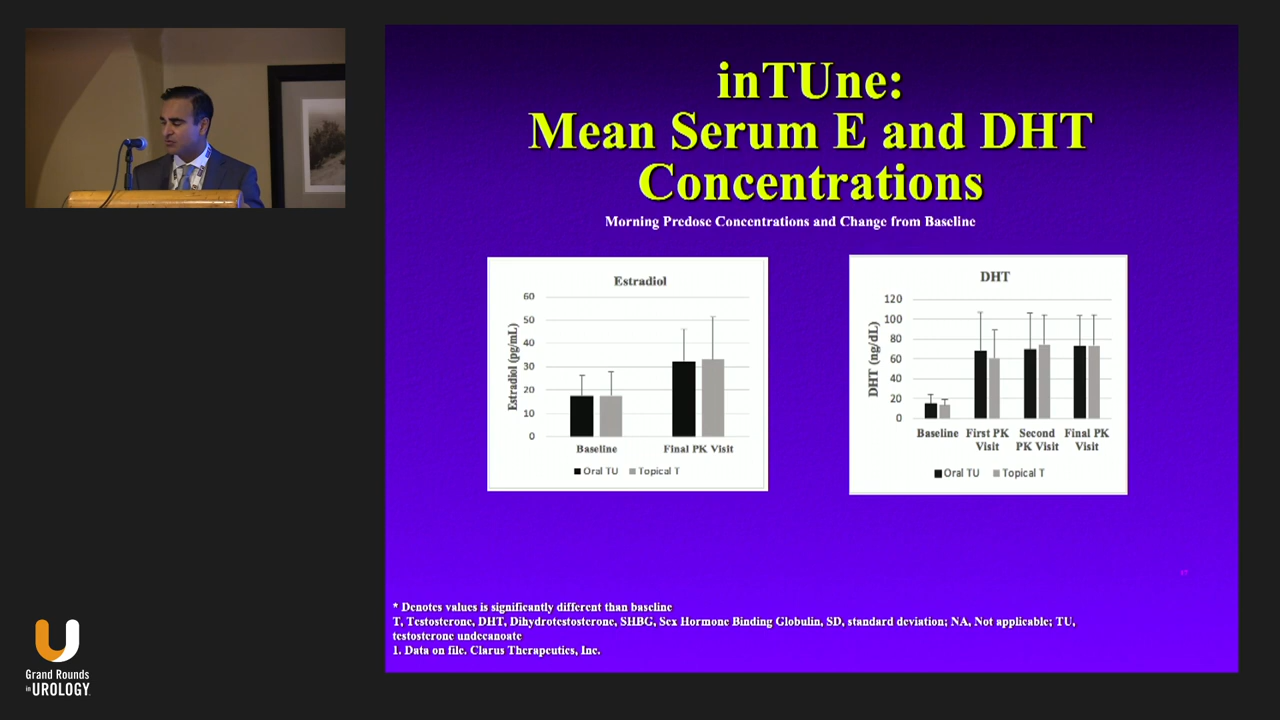 inTUne:
Mean Serum E and DHT
Concentrations
Morning Predose Concentrations and Change from Baseline
Estradiol
60
50
40
30
20
10
0
Estradiol (pg/mL)
Baseline
Final PK Visit
Oral TU
Topical T
DHT
120
100
80
60
40
20
0
DHT (ng/dL)
Baseline
First PK
Visit
Second
PK Visit
Final PK
Visit
Oral TU
Topical T
* Denotes values is significantly different than baseline
T, Testosterone, DHT, Dihydrotestosterone, SHBG, Sex Hormone Binding Globulin, SD, standard deviation; NA, Not applicable; TU,
testosterone undecanoate
1. Data on file. Clarus Therapeutics, Inc.
Grand Rounds
in UROLOGY